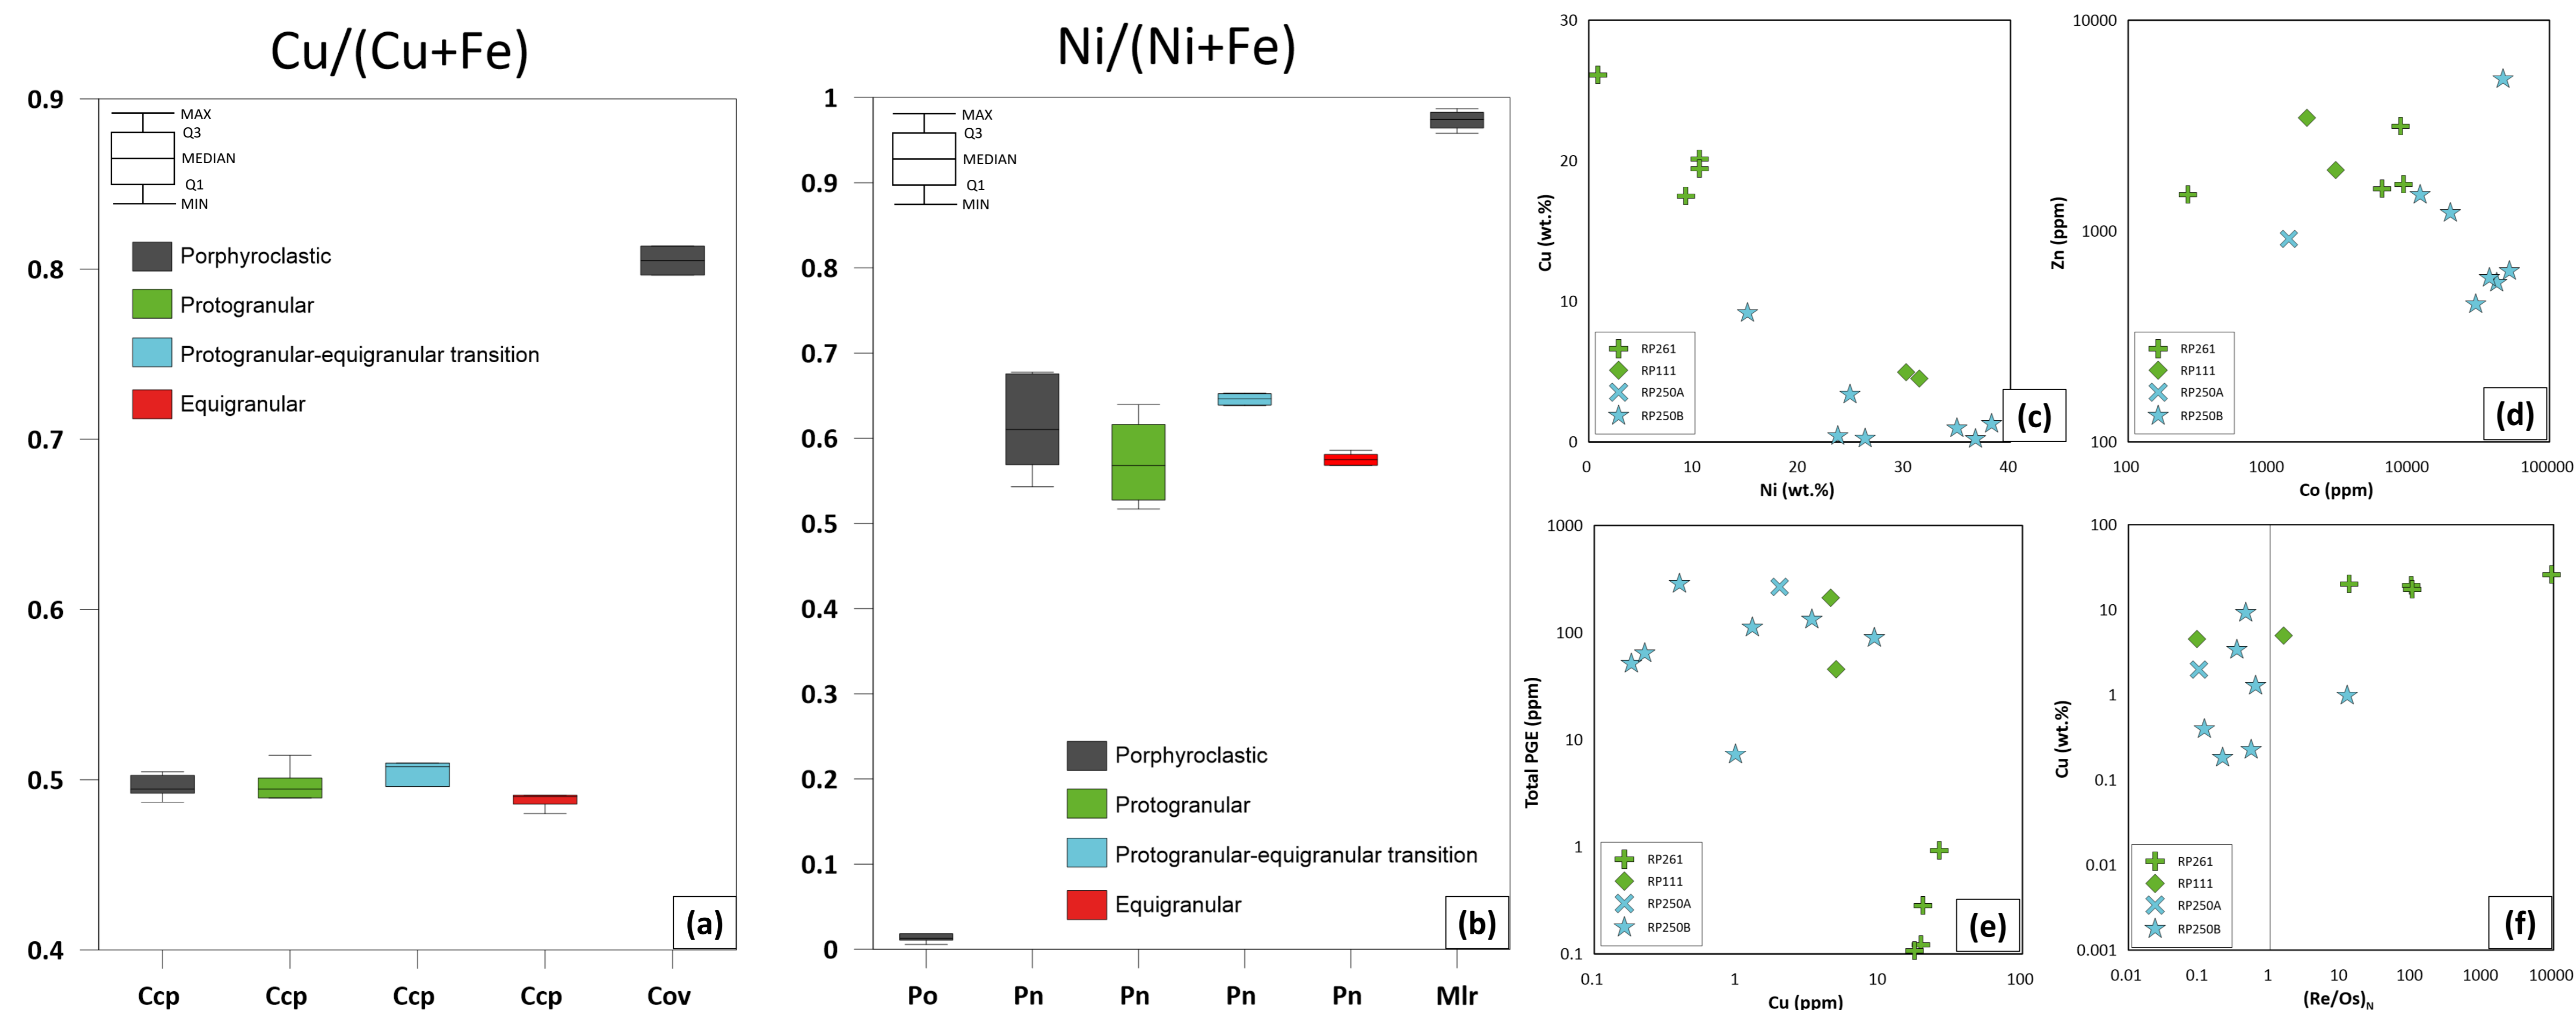 Cu/(Cu+Fe)
0.9
0.8
0.7
0.6
0.5
0.4
MAX
Q3
MEDIAN
Q1
MIN
Porphyroclastic
Protogranular
Protogranular-equigranular transition
Equigranular
(a)
Ccp Ccp Ccp Ccp Cov
Ni/(Ni+Fe)
1
0.9
0.8
0.7
0.6
0.5
0.4
0.3
0.2
0.1
0
MAX
Q3
MEDIAN
Q1
MIN
Porphyroclastic
Protogranular
Protogranular-equigranular transition
Equigranular
(b)
Po Pn Pn Pn Pn Mlr
30
20
10
0
Cu (wt.%)
RP261
RP111
RP250A
RP250B
(c)
0 10 20 30 40
Ni (wt.%)
10000
1000
100
Zn (ppm)
RP261
RP111
RP250A
RP250B
(d)
100 1000 10000 100000
Co (ppm)
1000
100
10
1
0.1
Total PGE (ppm)
RP261
RP111
RP250A
RP250B
(e)
0.1 1 10 100
Cu (ppm)
100
10
1
0.1
0.01
0.001
Cu (wt.%)
RP261
RP111
RP250A
RP250B
(f)
0.01 0.1 1 10 100 1000 10000
(Re/Os)N